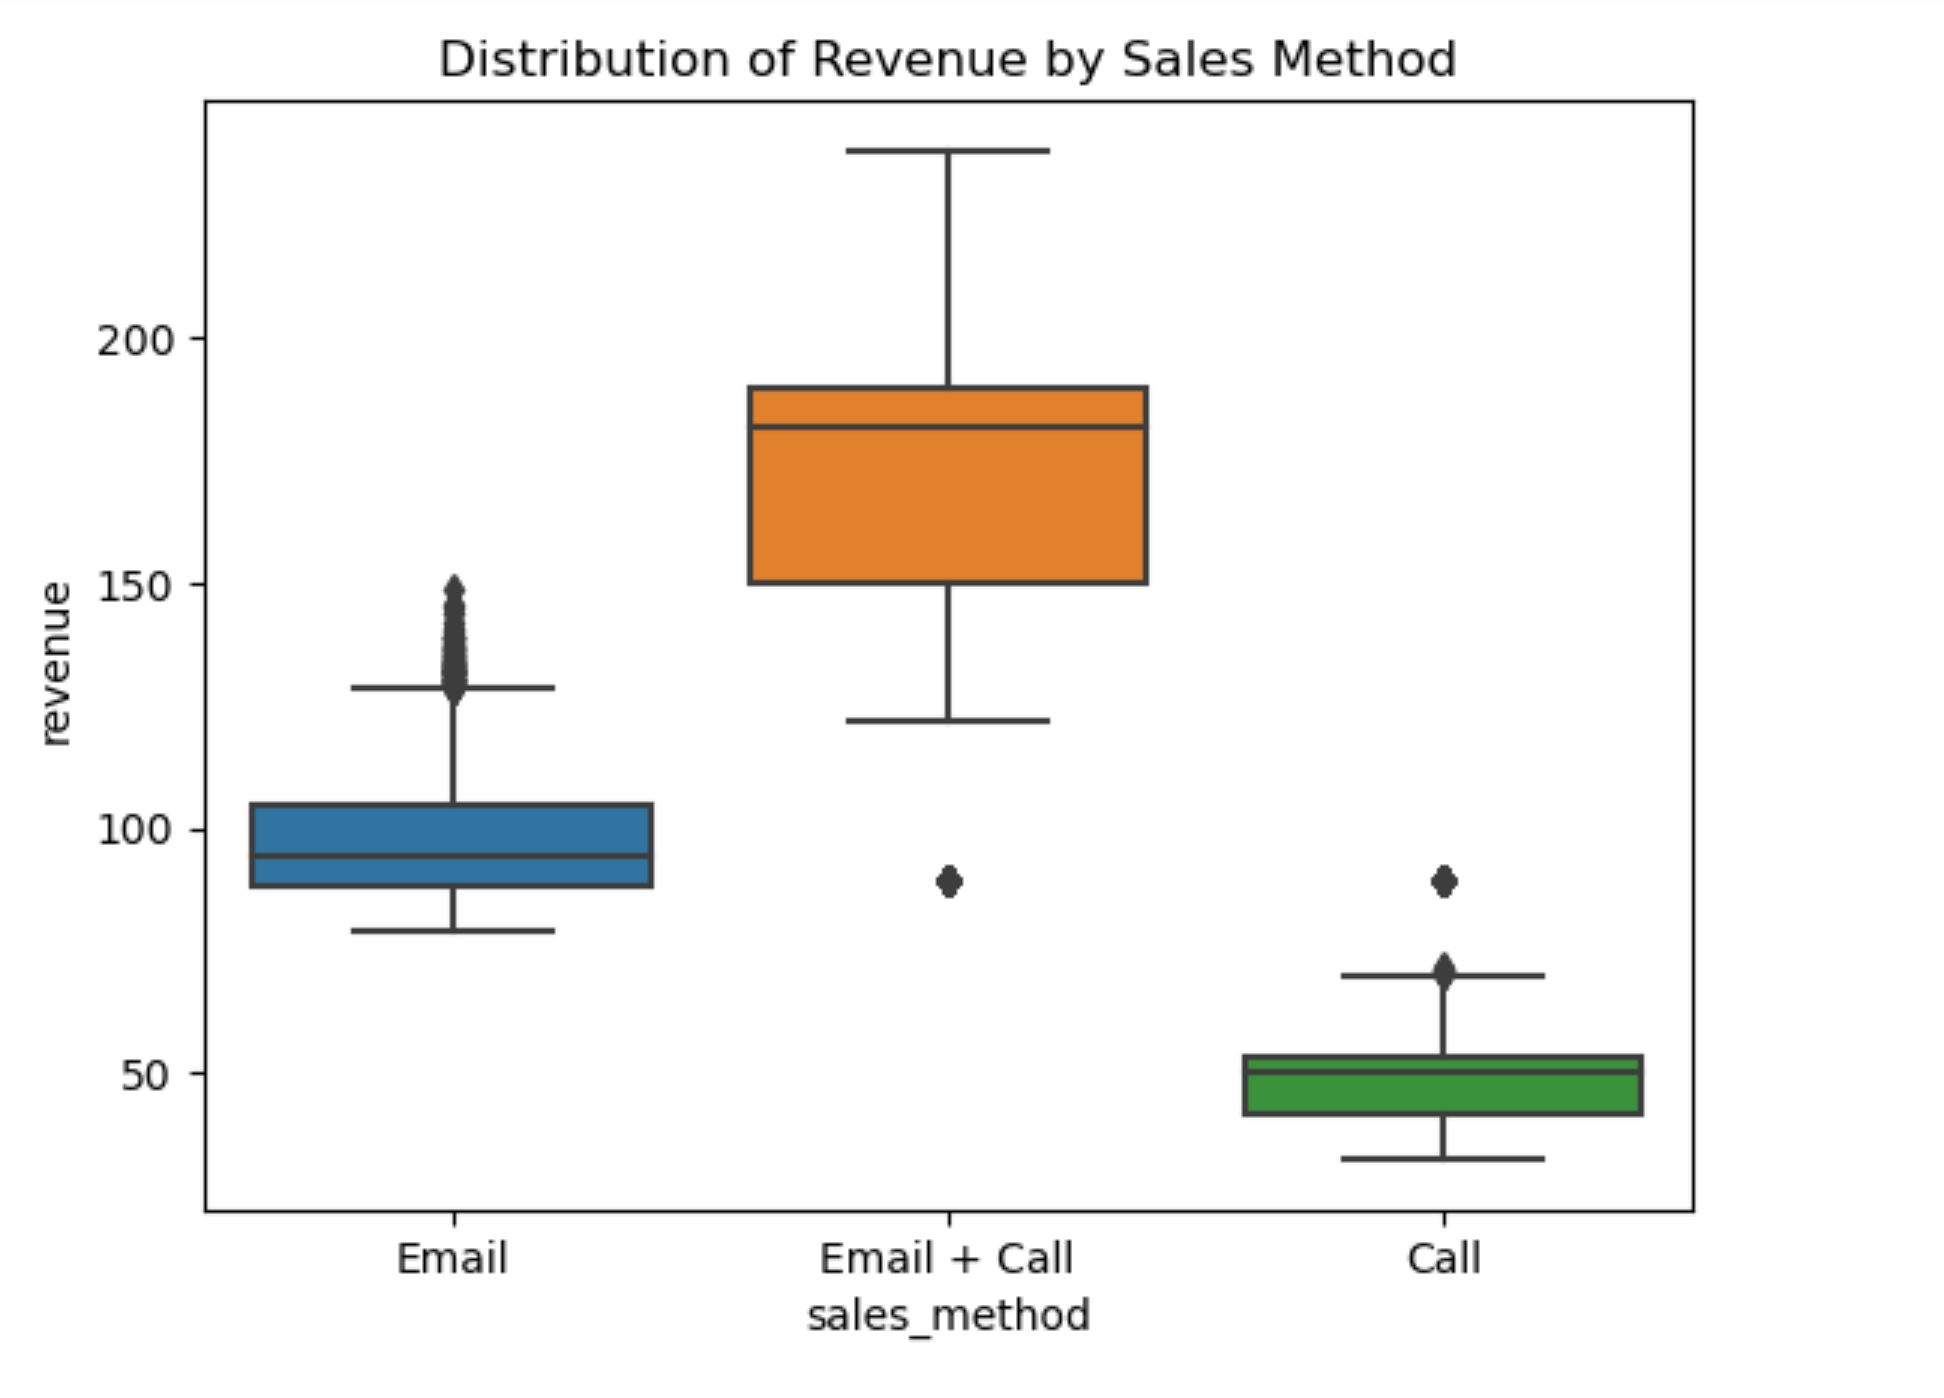 Distribution of Revenue by Sales Method
revenue
200
150
100
50
Email
Email + Call
Call
sales_method